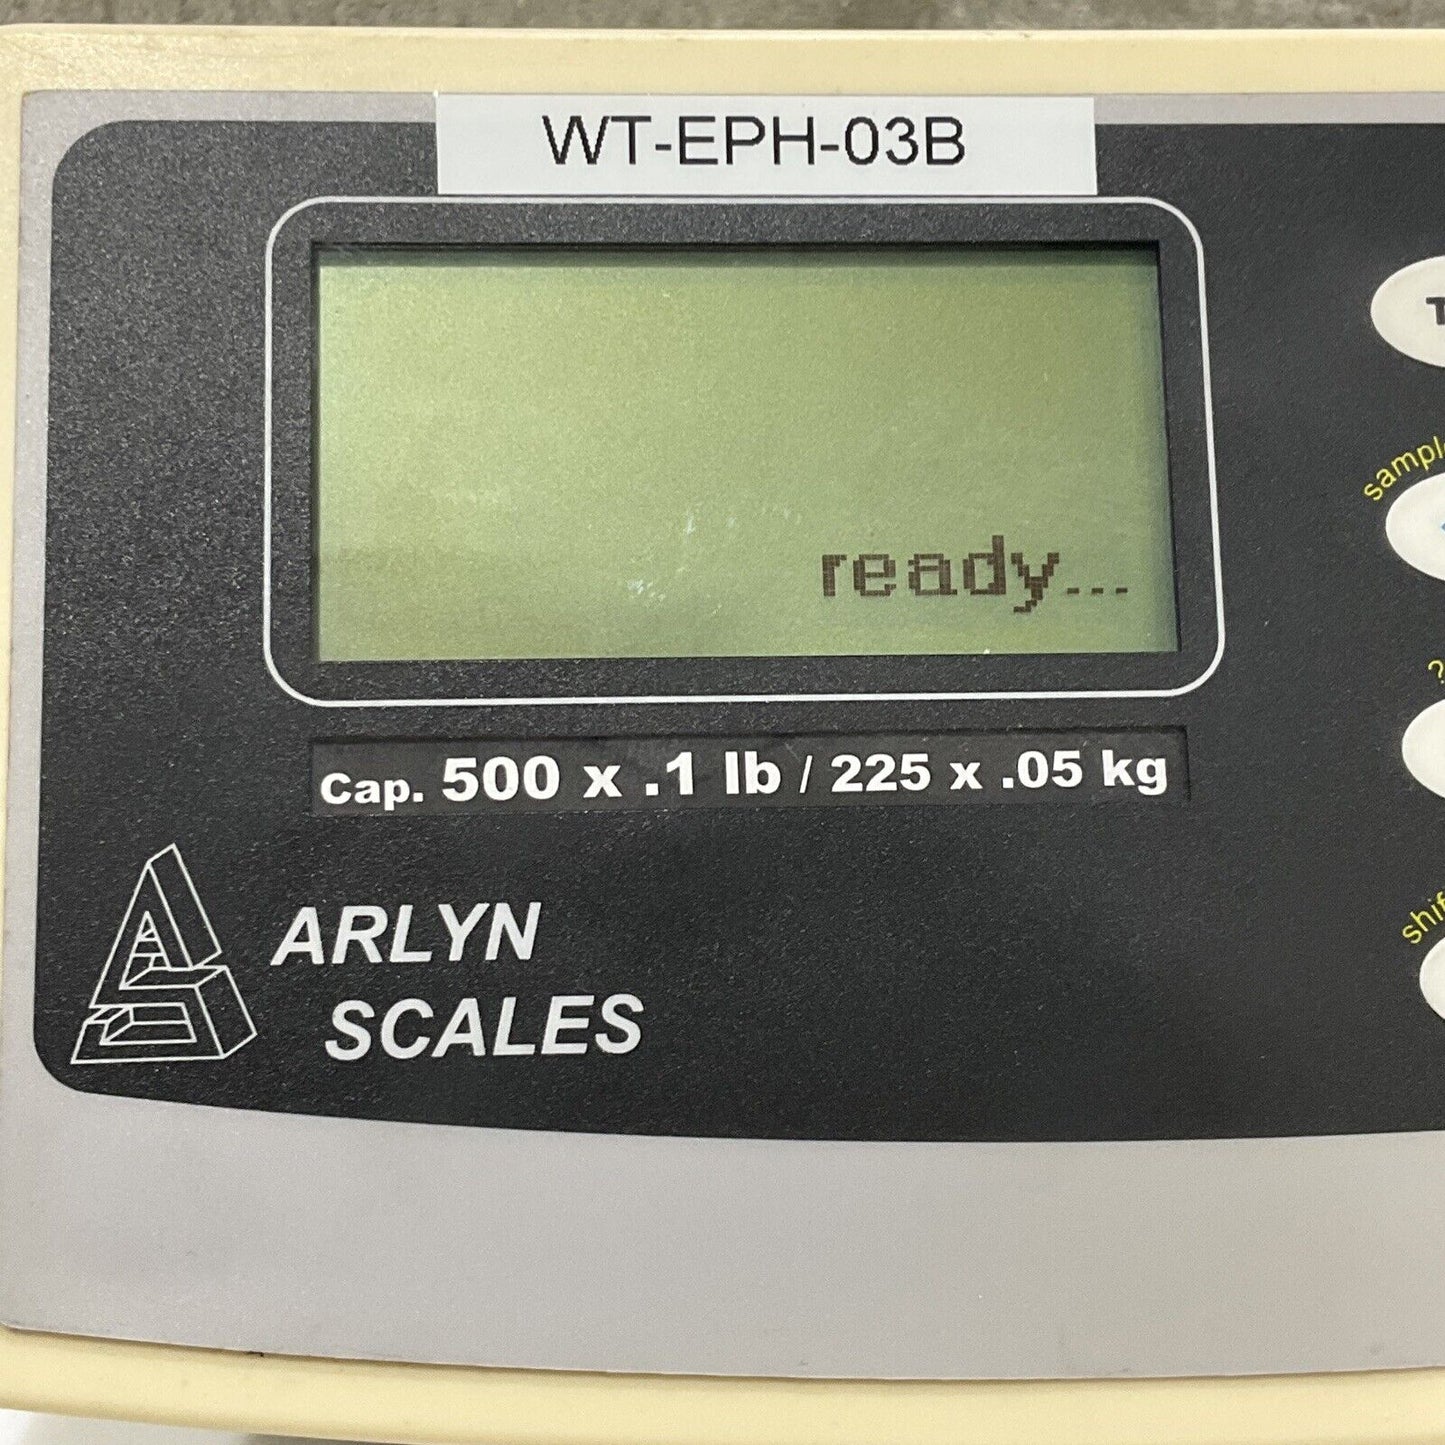 WT-EPH-03B
ready...
Cap. 500 x .1 lb / 225 x .05 kg
ARLYN
SCALES